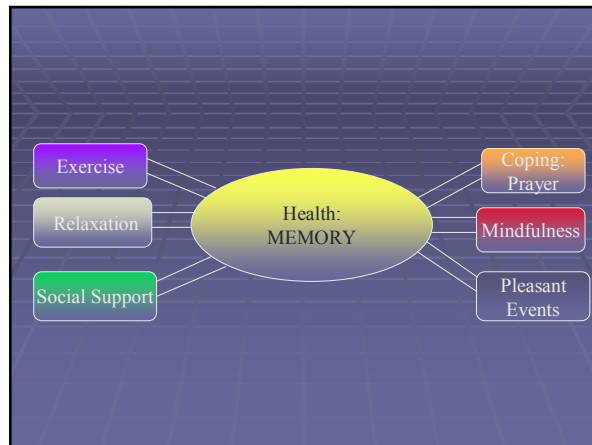 Exercise
Relaxation
Social Support
Health:
MEMORY
Coping:
Prayer
Mindfulness
Pleasant
Events